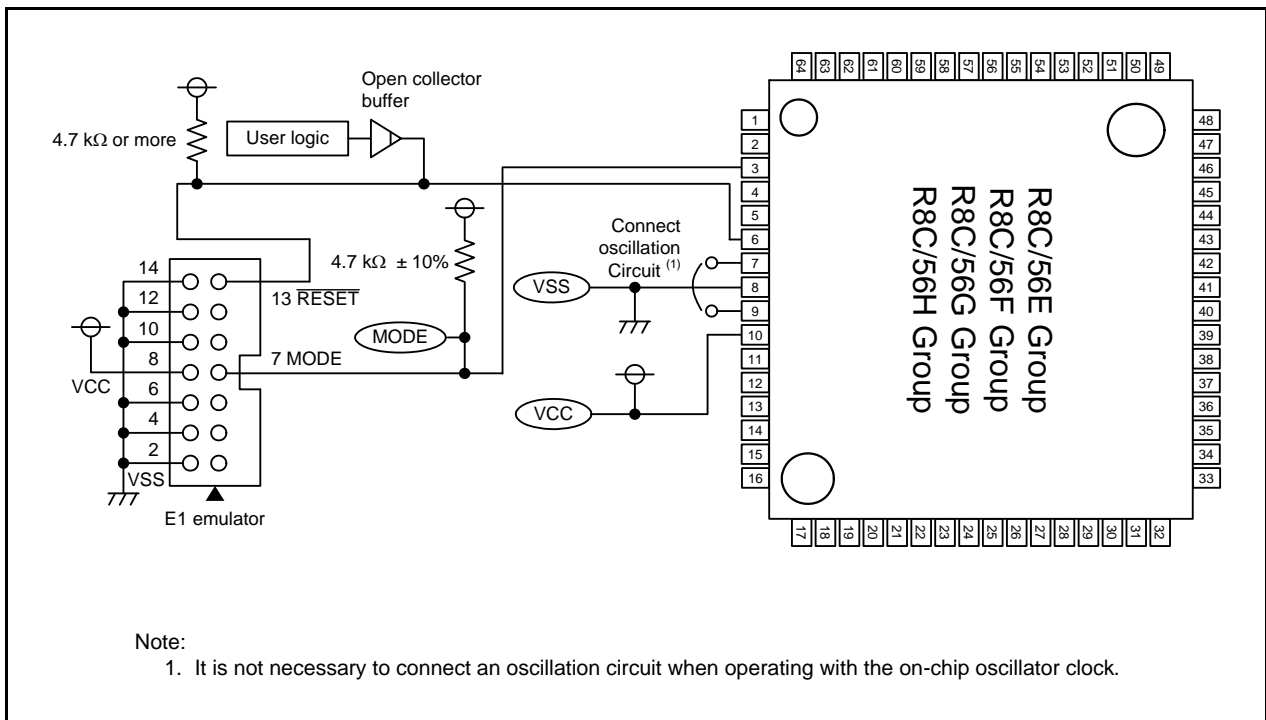 Open collector
buffer
4.7 kΩ or more
User logic
14
12
10
8
6
4
2
13 RESET
7 MODE
VCC
VSS
E1 emulator
4.7 kΩ ± 10%
MODE
Connect
oscillation
Circuit (1)
VSS
VCC
64 63 62 61 60 59 58 57 56 55 54 53 52 51 50 49
1
2
3
4
5
6
7
8
9
10
11
12
13
14
15
16
R8C/56E Group
R8C/56F Group
R8C/56G Group
R8C/56H Group
48
47
46
45
44
43
42
41
40
39
38
37
36
35
34
33
17 18 19 20 21 22 23 24 25 26 27 28 29 30 31 32
Note:
1. It is not necessary to connect an oscillation circuit when operating with the on-chip oscillator clock.